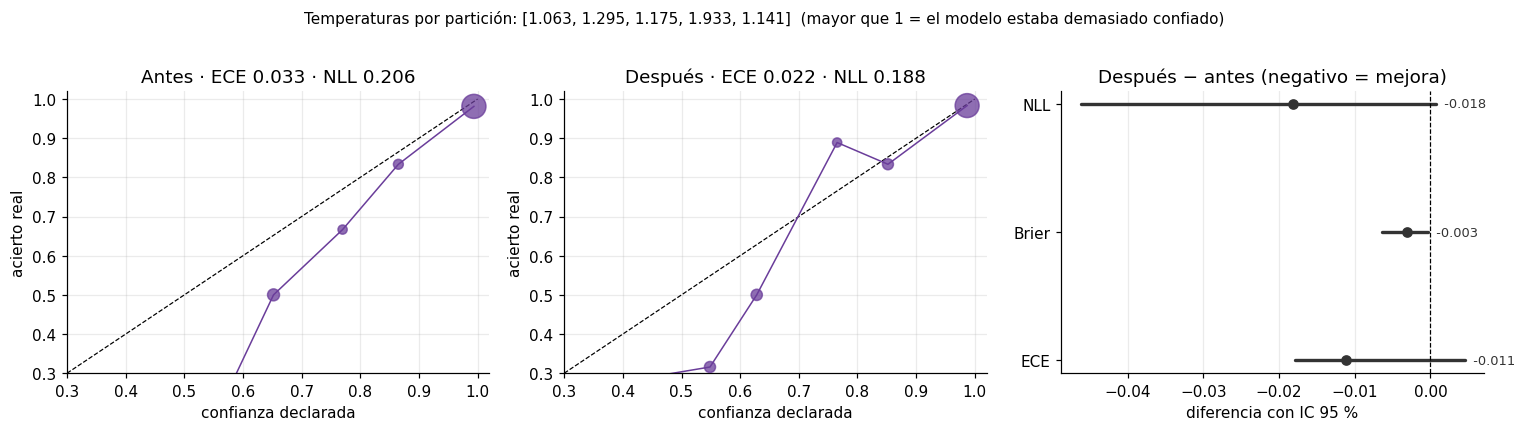 Temperaturas por partición: [1.063, 1.295, 1.175, 1.933, 1.141]  (mayor que 1 = el modelo estaba demasiado confiado)
Antes · ECE 0.033 · NLL 0.206
1.0
0.9
0.8
0.7
0.6
0.5
0.4
0.3
acierto real
0.3 0.4 0.5 0.6 0.7 0.8 0.9 1.0
confianza declarada
Después · ECE 0.022 · NLL 0.188
1.0
0.9
0.8
0.7
0.6
0.5
0.4
0.3
acierto real
0.3 0.4 0.5 0.6 0.7 0.8 0.9 1.0
confianza declarada
Después − antes (negativo = mejora)
NLL -0.018
Brier -0.003
ECE -0.011
−0.04 −0.03 −0.02 −0.01 0.00
diferencia con IC 95 %